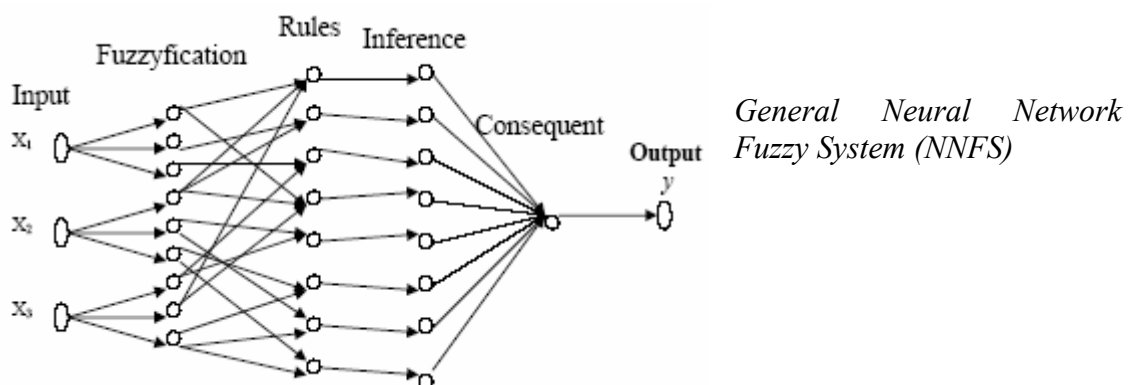 Rules
Inference
Fuzzyfication
Input
X₁
X₂
X₃
Consequent
Output
y
General Neural Network
Fuzzy System (NNFS)